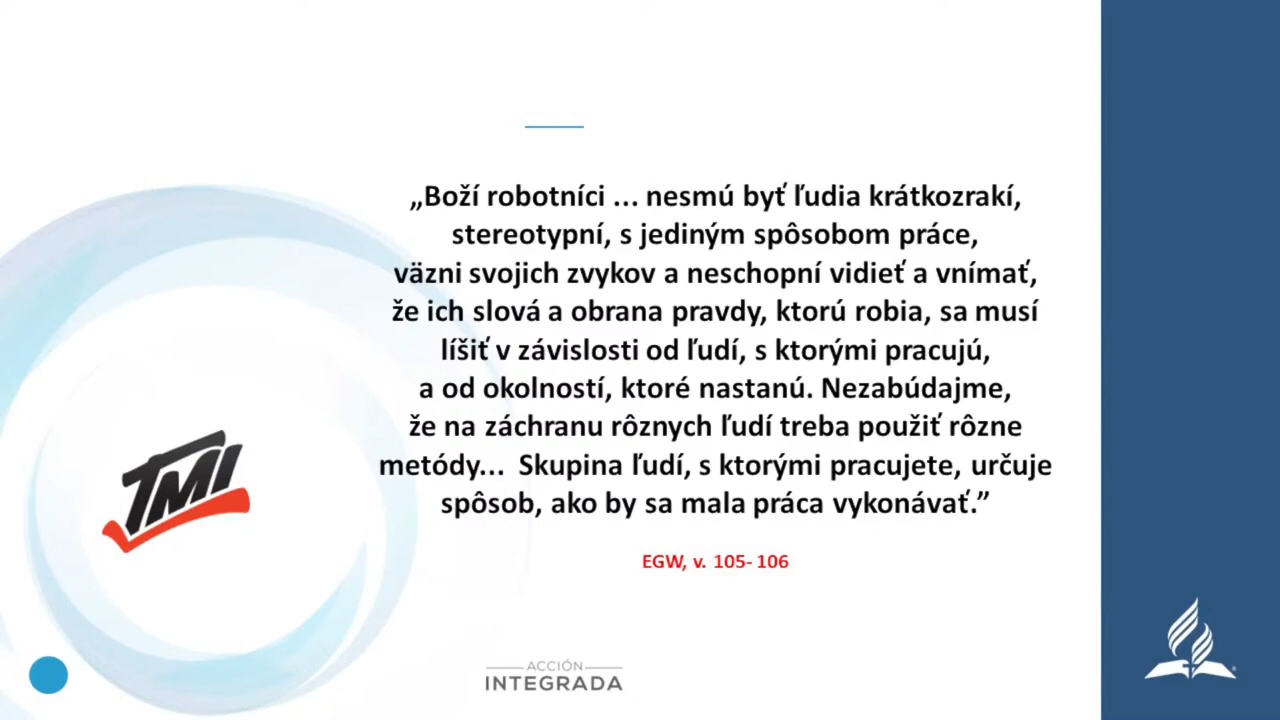 „Boží robotníci ... nesmú byť ľudia krátkozrakí,
stereotypní, s jediným spôsobom práce,
väzni svojich zvykov a neschopní vidieť a vnímať,
že ich slová a obrana pravdy, ktorú robia, sa musí
líšiť v závislosti od ľudí, s ktorými pracujú,
a od okolností, ktoré nastanú. Nezabúdajme,
že na záchranu rôznych ľudí treba použiť rôzne
metódy... Skupina ľudí, s ktorými pracujete, určuje
spôsob, ako by sa mala práca vykonávať.”
EGW, v. 105- 106
TMI
ACCIÓN
INTEGRADA